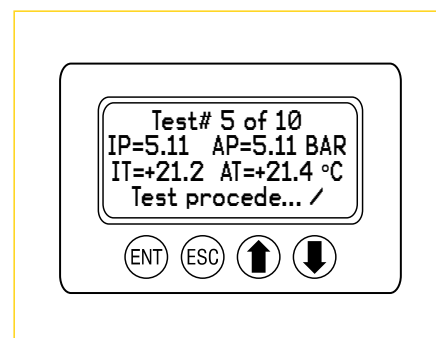 Test# 5 of 10
IP=5.11 AP=5.11 BAR
IT=+21.2 AT=+21.4 °C
Test procede... /
ENT ESC